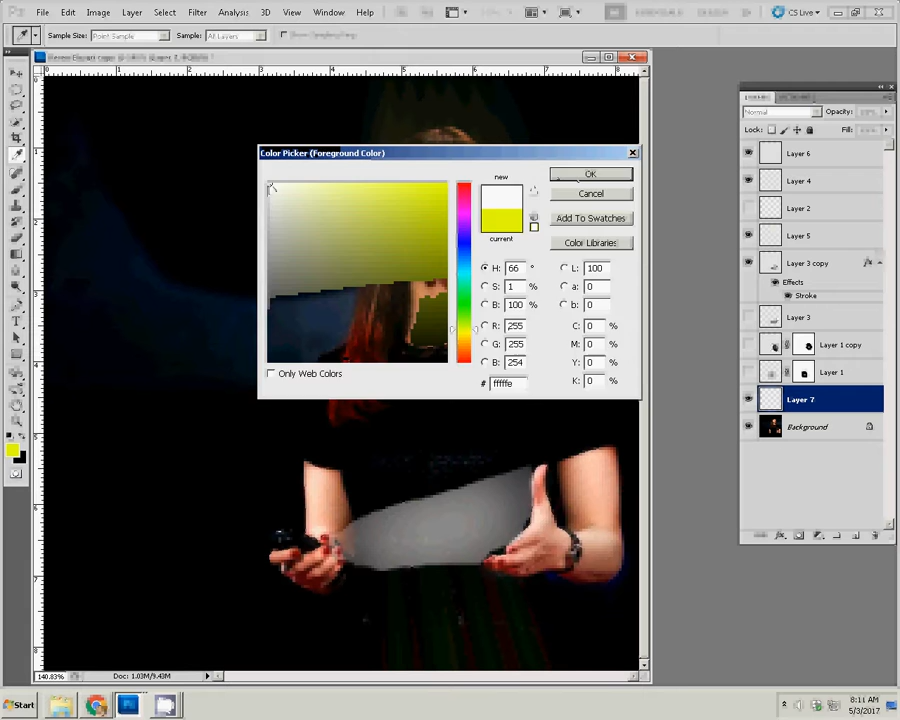 File Edit Image Layer Select Filter Analysis 3D View Window Help CS Live
Sample Size: Point Sample Sample: All Layers
Color Picker (Foreground Color)
new
current
OK
Cancel
Add To Swatches
Color Libraries
H: 66 °
S: 1 %
B: 100 %
R: 255
G: 255
B: 254
# fffffe
L: 100
a: 0
b: 0
C: 0 %
M: 0 %
Y: 0 %
K: 0 %
Only Web Colors
Normal Opacity:
Lock: Fill:
Layer 6
Layer 4
Layer 2
Layer 5
Layer 3 copy fx
Effects
Stroke
Layer 3
Layer 1 copy
Layer 1
Layer 7
Background
140.83% Doc: 1.03M/9.43M
Start
8:11 AM
5/3/2017